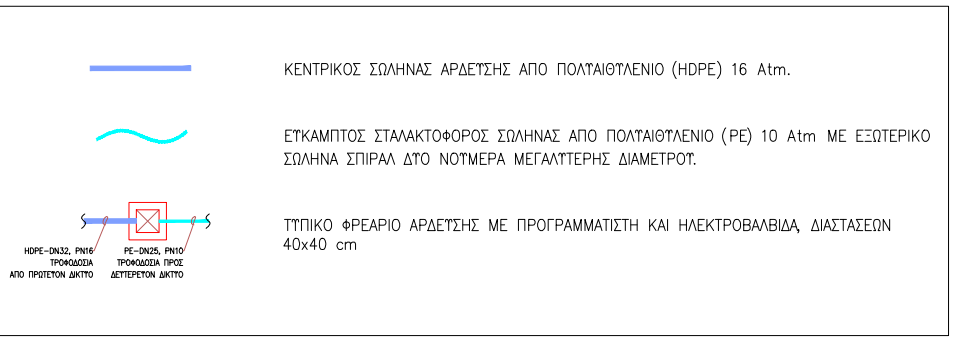 ΚΕΝΤΡΙΚΟΣ ΣΩΛΗΝΑΣ ΑΡΔΕΥΣΗΣ ΑΠΟ ΠΟΛΥΑΙΘΥΛΕΝΙΟ (HDPE) 16 Atm.
ΕΥΚΑΜΠΤΟΣ ΣΤΑΛΑΚΤΟΦΟΡΟΣ ΣΩΛΗΝΑΣ ΑΠΟ ΠΟΛΥΑΙΘΥΛΕΝΙΟ (PE) 10 Atm ΜΕ ΕΞΩΤΕΡΙΚΟ
ΣΩΛΗΝΑ ΣΠΙΡΑΛ ΔΥΟ ΝΟΥΜΕΡΑ ΜΕΓΑΛΥΤΕΡΗΣ ΔΙΑΜΕΤΡΟΥ.
ΤΥΠΙΚΟ ΦΡΕΑΡΙΟ ΑΡΔΕΥΣΗΣ ΜΕ ΠΡΟΓΡΑΜΜΑΤΙΣΤΗ ΚΑΙ ΗΛΕΚΤΡΟΒΑΛΒΙΔΑ, ΔΙΑΣΤΑΣΕΩΝ
40x40 cm
HDPE-DN32, PN16
ΤΡΟΦΟΔΟΣΙΑ
ΑΠΟ ΠΡΩΤΕΥΟΝ ΔΙΚΤΥΟ
PE-DN25, PN10
ΤΡΟΦΟΔΟΣΙΑ ΠΡΟΣ
ΔΕΥΤΕΡΕΥΟΝ ΔΙΚΤΥΟ